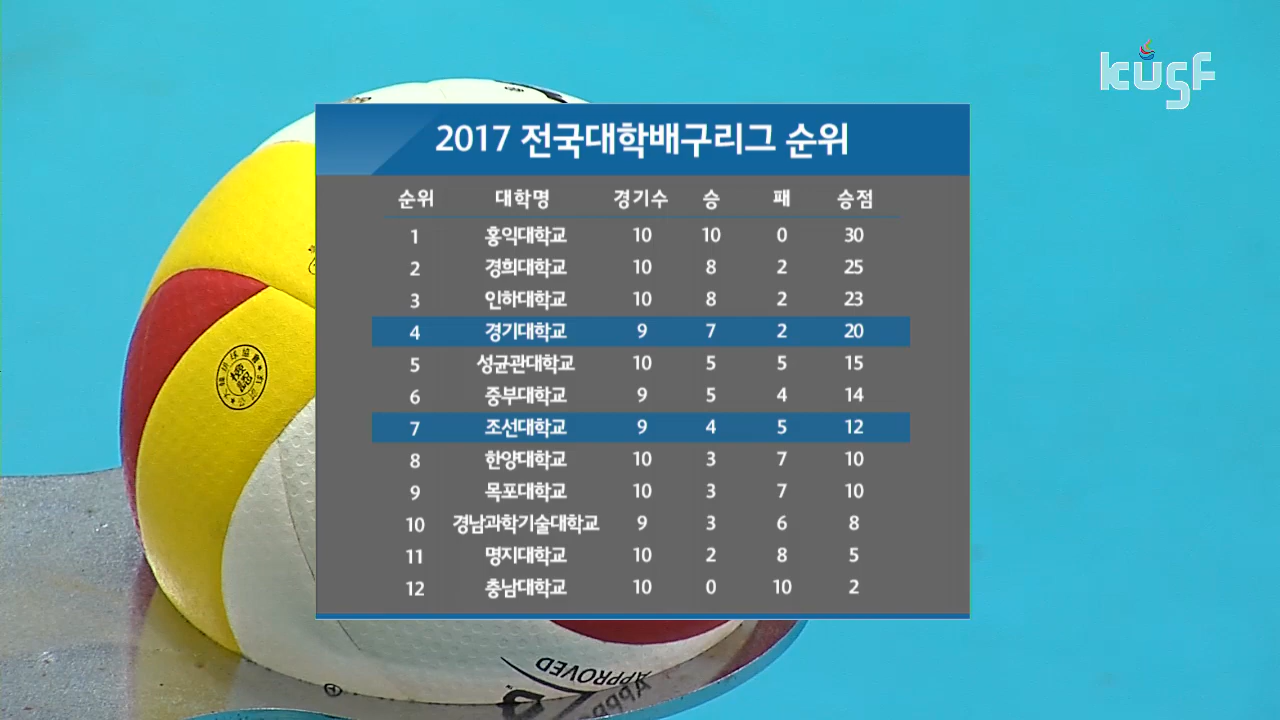 kusf
2017 전국대학배구리그 순위
순위 대학명 경기수 승 패 승점
1 홍익대학교 10 10 0 30
2 경희대학교 10 8 2 25
3 인하대학교 10 8 2 23
4 경기대학교 9 7 2 20
5 성균관대학교 10 5 5 15
6 중부대학교 9 5 4 14
7 조선대학교 9 4 5 12
8 한양대학교 10 3 7 10
9 목포대학교 10 3 7 10
10 경남과학기술대학교 9 3 6 8
11 명지대학교 10 2 8 5
12 충남대학교 10 0 10 2
APPROVED